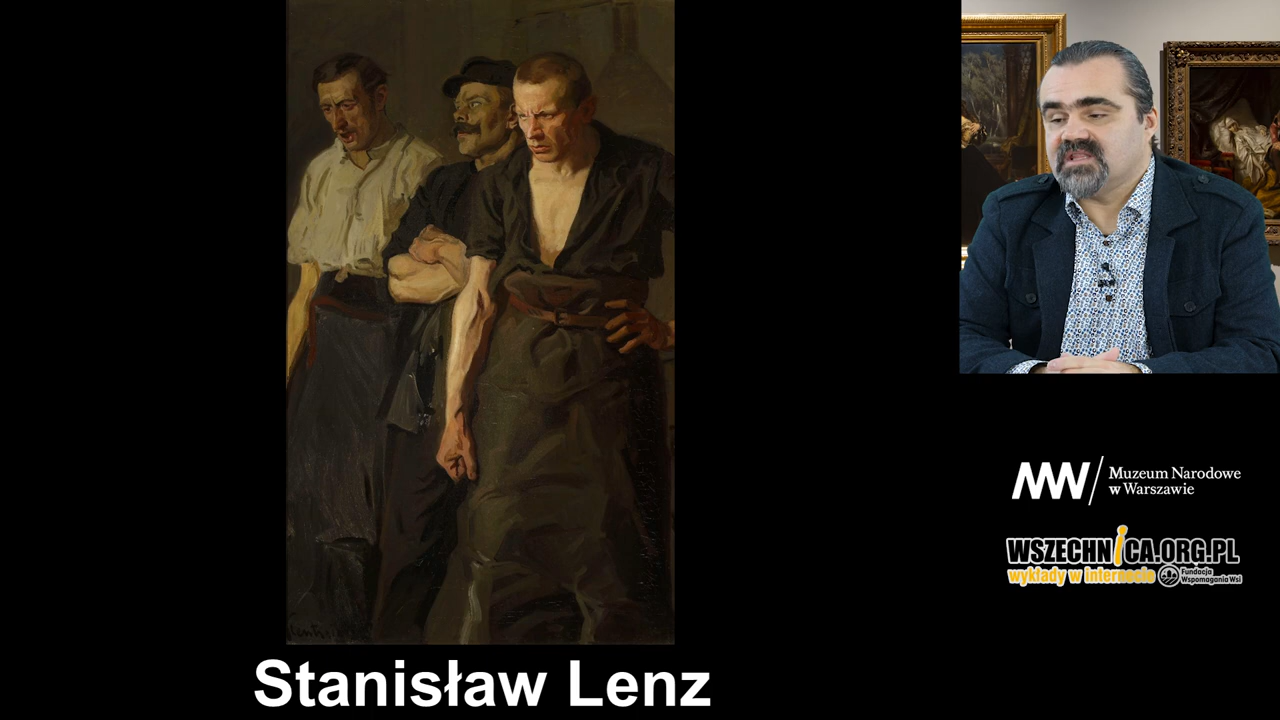 Muzeum Narodowe
w Warszawie
WSZECHNICA.ORG.PL
wykłady w internecie
Fundacja
Wspomagania Wsi
Stanisław Lenz